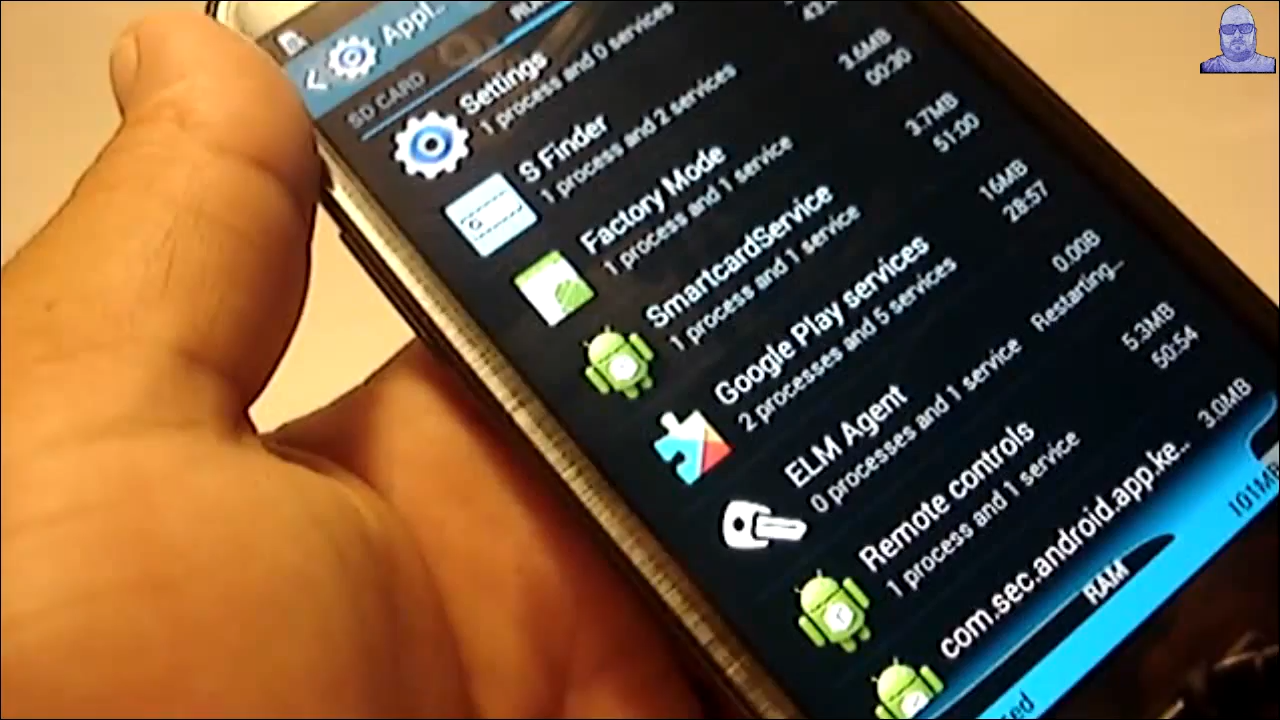 Appl..
SD CARD
Settings
1 process and 0 services
S Finder
1 process and 2 services
3.6MB
00:30
Factory Mode
1 process and 1 service
3.7MB
51:00
SmartcardService
1 process and 1 service
16MB
28:57
Google Play services
2 processes and 5 services
0.00B
Restarting...
ELM Agent
0 processes and 1 service
5.3MB
50:54
Remote controls
1 process and 1 service
3.0MB
com.sec.android.app.ke..
RAM
101MB